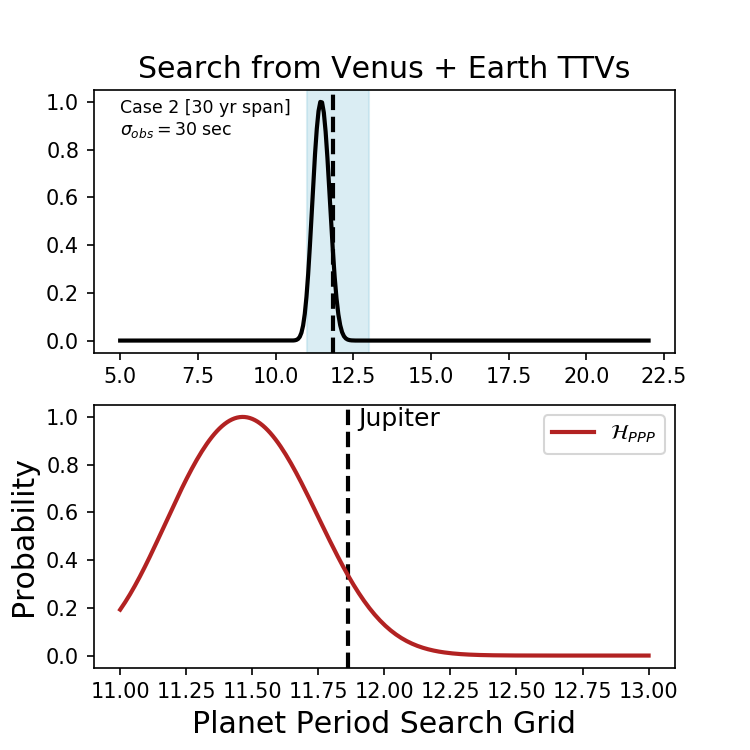 Search from Venus + Earth TTVs
Case 2 [30 yr span]
σ_obs = 30 sec
1.0
0.8
0.6
0.4
0.2
0.0
5.0 7.5 10.0 12.5 15.0 17.5 20.0 22.5
Jupiter
ℋ_PPP
1.0
0.8
0.6
0.4
0.2
0.0
Probability
11.00 11.25 11.50 11.75 12.00 12.25 12.50 12.75 13.00
Planet Period Search Grid